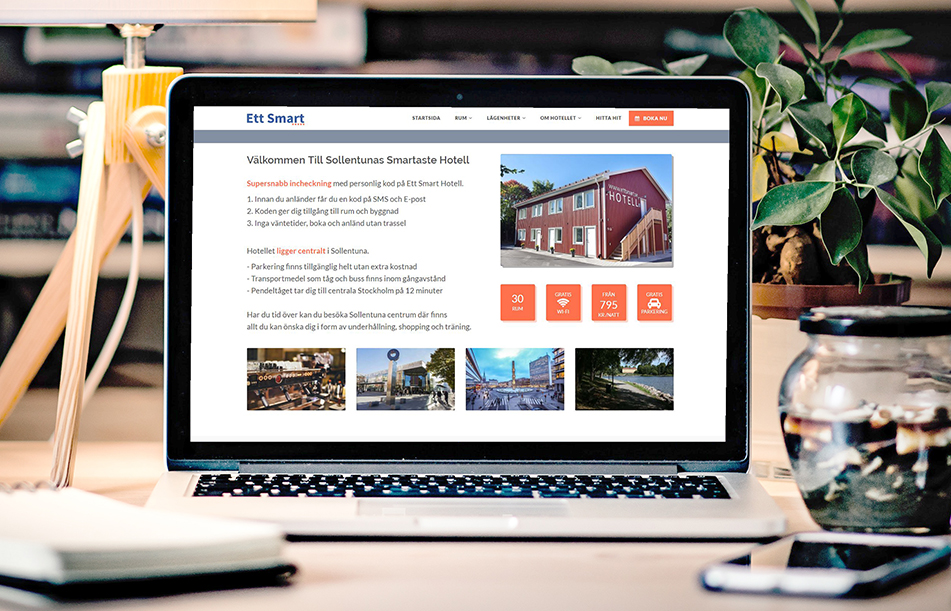 Ett Smart
HOTEL
STARTSIDA RUM LÄGENHETER OM HOTELLET HITTA HIT BOKA NU
Välkommen Till Sollentunas Smartaste Hotell
Supersnabb incheckning med personlig kod på Ett Smart Hotell.
1. Innan du anländer får du en kod på SMS och E-post
2. Koden ger dig tillgång till rum och byggnad
3. Inga väntetider, boka och anländ utan trassel
Hotellet ligger centralt i Sollentuna.
- Parkering finns tillgänglig helt utan extra kostnad
- Transportmedel som tåg och buss finns inom gångavstånd
- Pendeltåget tar dig till centrala Stockholm på 12 minuter
Har du tid över kan du besöka Sollentuna centrum där finns
allt du kan önska dig i form av underhållning, shopping och träning.
HOTELL
30
RUM
GRATIS
WI-FI
FRÅN
795
KR./NATT
GRATIS
PARKERING